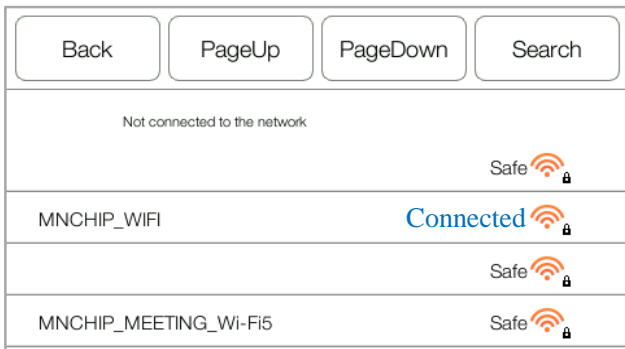 Back PageUp PageDown Search
Not connected to the network
Safe
MNCHIP_WIFI Connected
Safe
MNCHIP_MEETING_Wi-Fi5 Safe